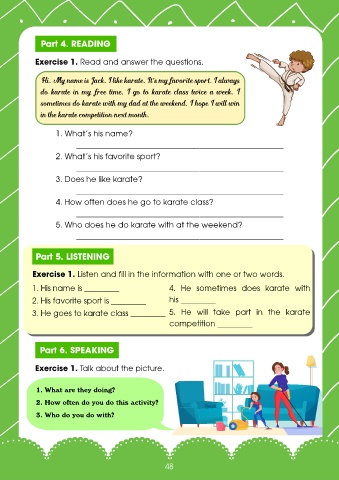 Part 4. READING
Exercise 1. Read and answer the questions.
Hi. My name is Jack. I like karate. It's my favorite sport. I always
do karate in my free time. I go to karate class twice a week. I
sometimes do karate with my dad at the weekend. I hope I will win
in the karate competition next month.
1. What's his name?
2. What's his favorite sport?
3. Does he like karate?
4. How often does he go to karate class?
5. Who does he do karate with at the weekend?
Part 5. LISTENING
Exercise 1. Listen and fill in the information with one or two words.
1. His name is ________
2. His favorite sport is ________
3. He goes to karate class ________
4. He sometimes does karate with
his ________
5. He will take part in the karate
competition ________
Part 6. SPEAKING
Exercise 1. Talk about the picture.
1. What are they doing?
2. How often do you do this activity?
3. Who do you do with?
48